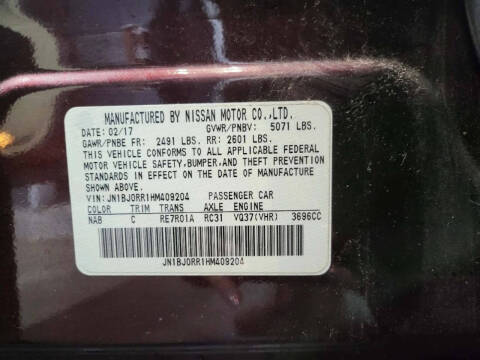 MANUFACTURED BY NISSAN MOTOR CO.,LTD.
DATE: 02/17 GVWR/PNBV: 5071 LBS.
GAWR/PNBE FR: 2491 LBS. RR: 2601 LBS.
THIS VEHICLE CONFORMS TO ALL APPLICABLE FEDERAL
MOTOR VEHICLE SAFETY, BUMPER, AND THEFT PREVENTION
STANDARDS IN EFFECT ON THE DATE OF MANUFACTURE
SHOWN ABOVE.
VIN: JN1BJ0RR1HM409204 PASSENGER CAR
COLOR TRIM TRANS AXLE ENGINE
NAB C RE7R01A RC31 VQ37(VHR) 3696CC
JN1BJ0RR1HM409204